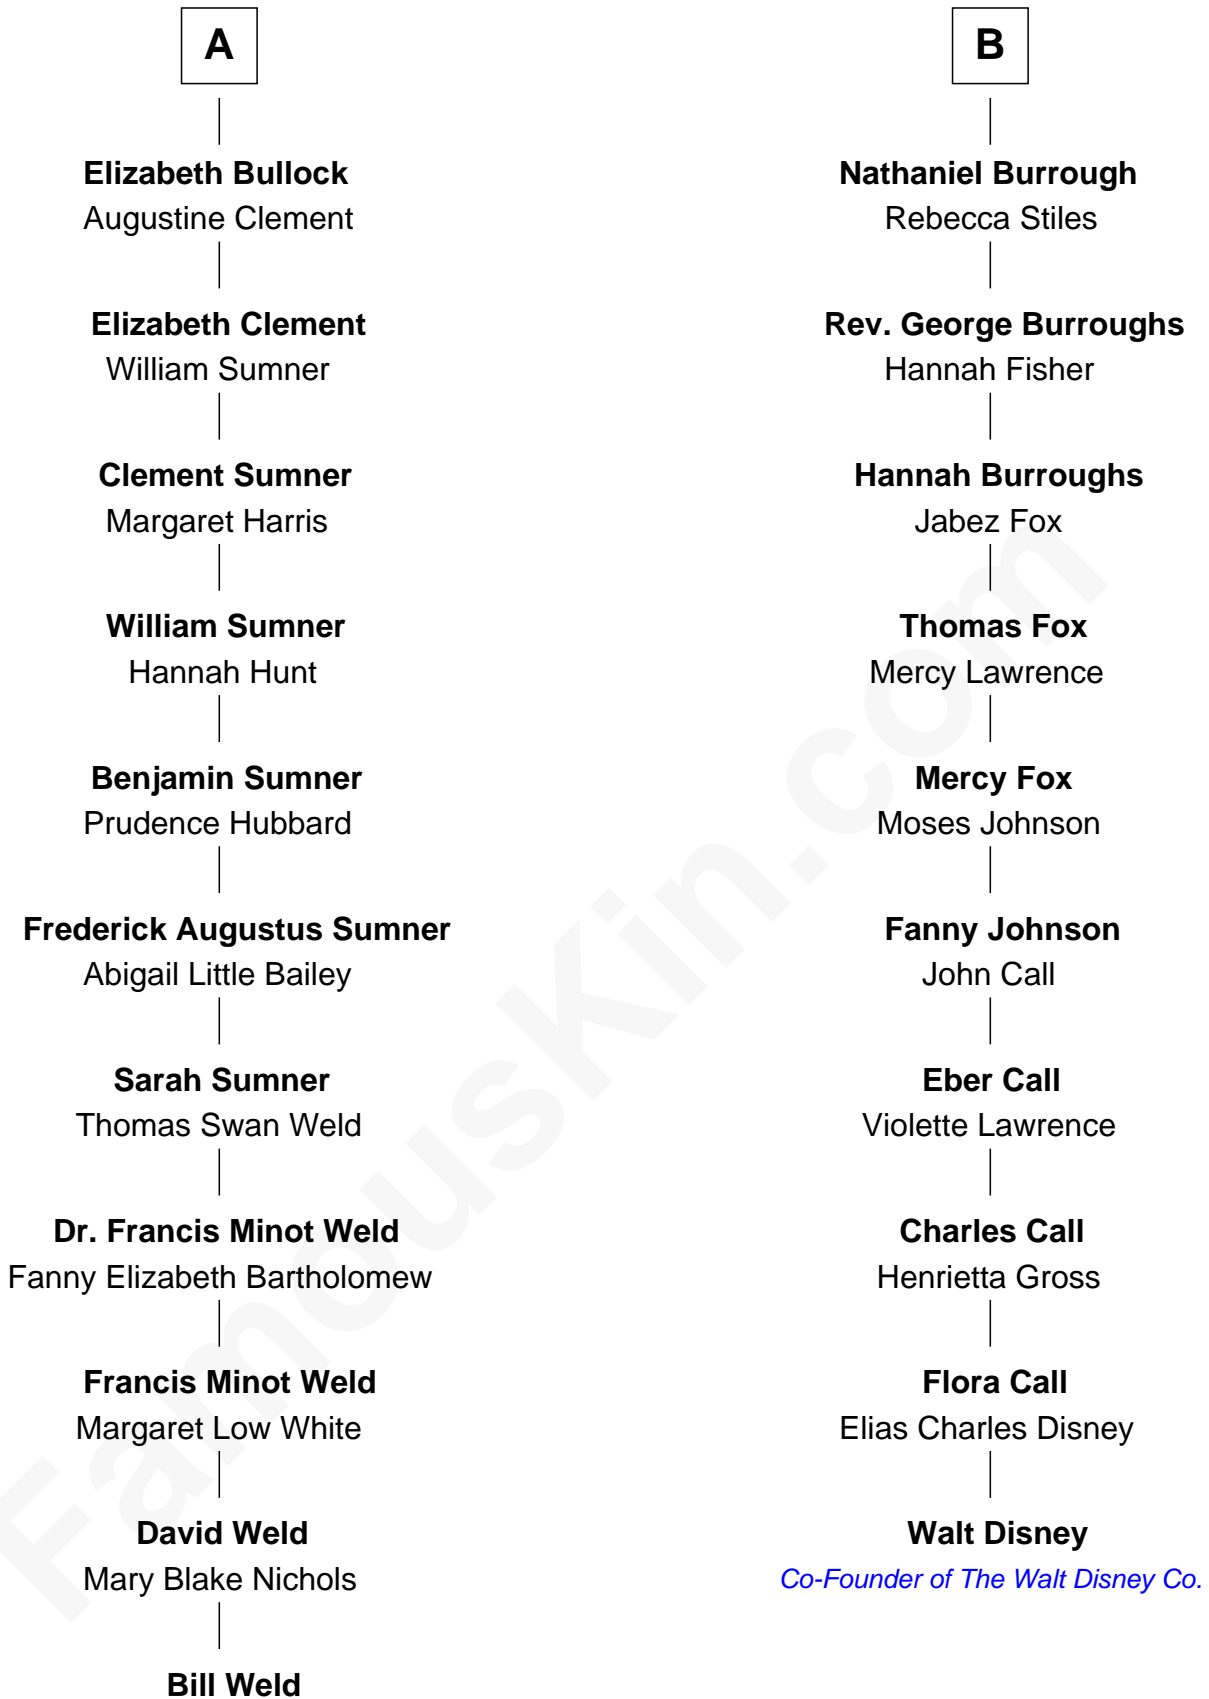 A
Elizabeth Bullock
Augustine Clement
Elizabeth Clement
William Sumner
Clement Sumner
Margaret Harris
William Sumner
Hannah Hunt
Benjamin Sumner
Prudence Hubbard
Frederick Augustus Sumner
Abigail Little Bailey
Sarah Sumner
Thomas Swan Weld
Dr. Francis Minot Weld
Fanny Elizabeth Bartholomew
Francis Minot Weld
Margaret Low White
David Weld
Mary Blake Nichols
Bill Weld
B
Nathaniel Burrough
Rebecca Stiles
Rev. George Burroughs
Hannah Fisher
Hannah Burroughs
Jabez Fox
Thomas Fox
Mercy Lawrence
Mercy Fox
Moses Johnson
Fanny Johnson
John Call
Eber Call
Violette Lawrence
Charles Call
Henrietta Gross
Flora Call
Elias Charles Disney
Walt Disney
Co-Founder of The Walt Disney Co.
FamousKin.com